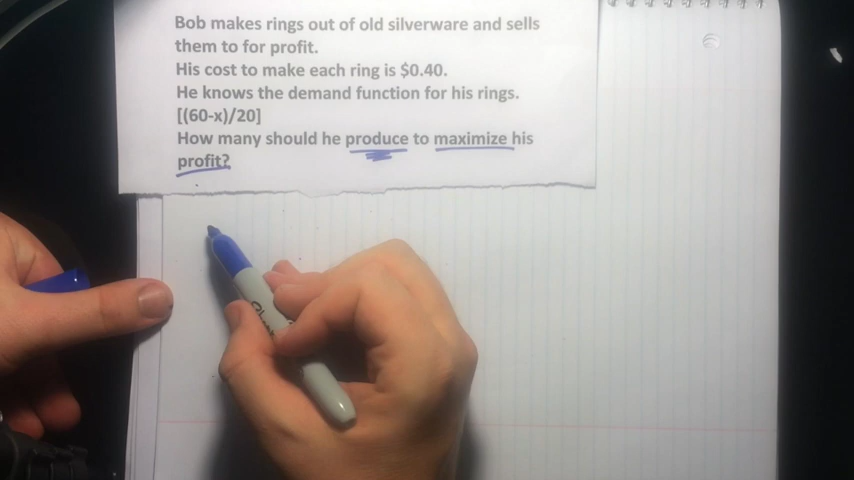 Bob makes rings out of old silverware and sells
them to for profit.
His cost to make each ring is $0.40.
He knows the demand function for his rings.
[(60-x)/20]
How many should he produce to maximize his
profit?